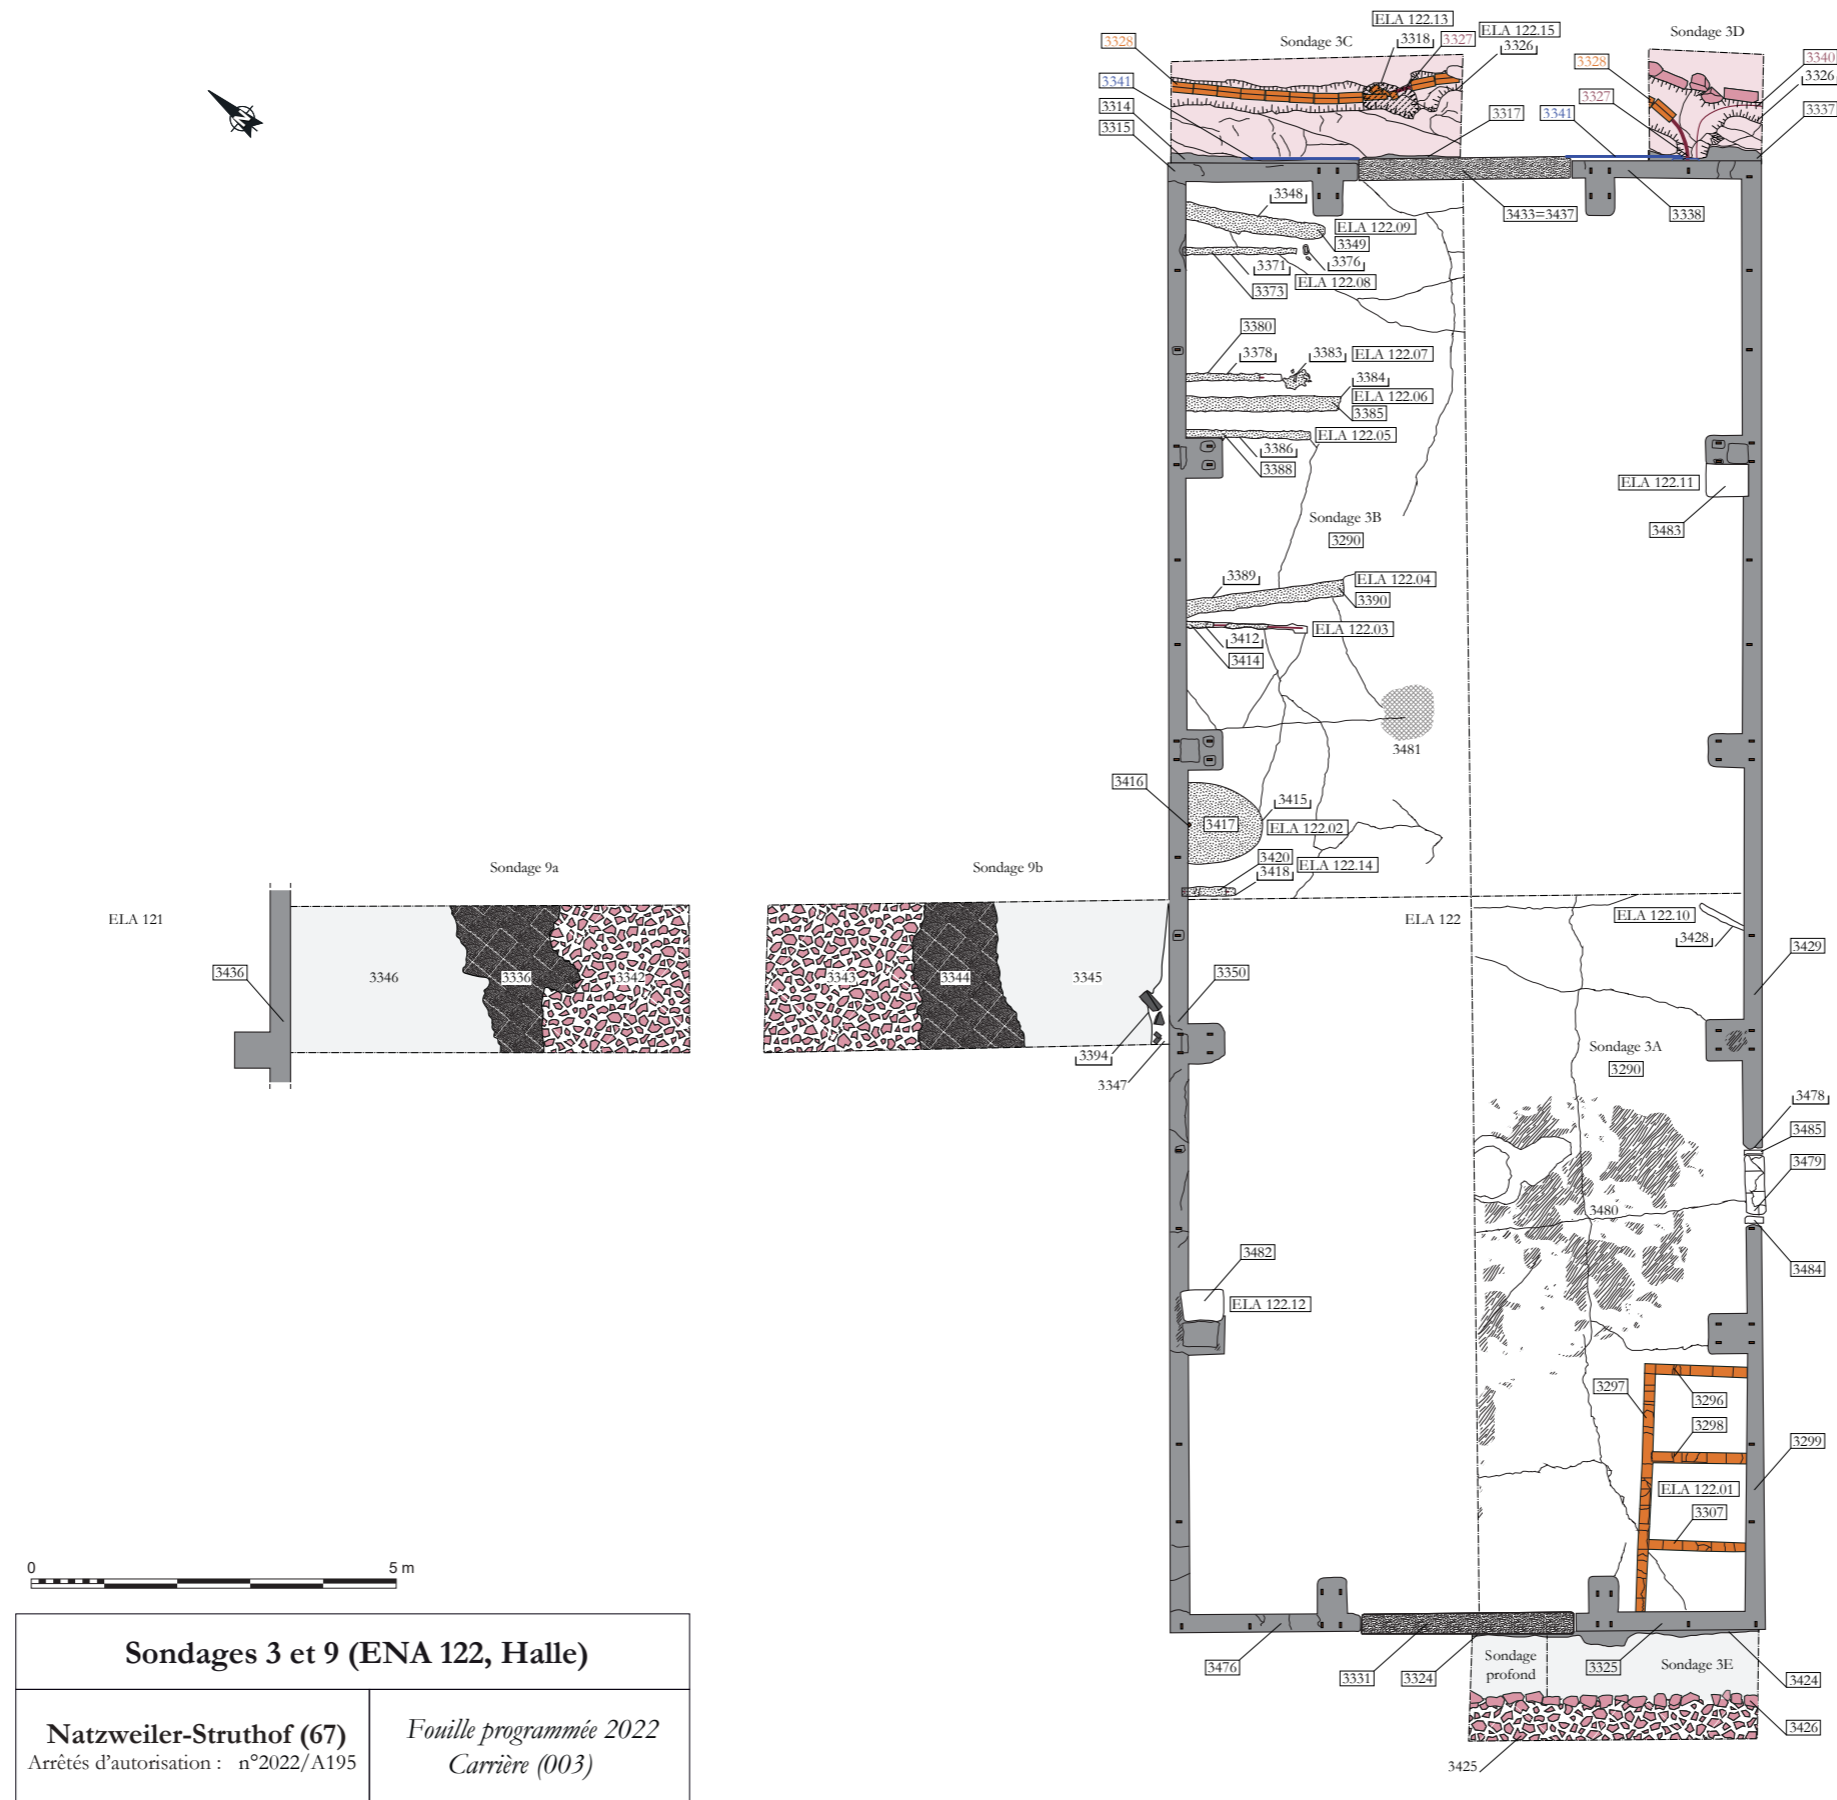 ELA 122.13
Sondage 3C
3318
3327
ELA 122.15
3326
Sondage 3D
3328
3328
3340
3326
3341
3327
3337
3314
3317
3341
3315
3348
ELA 122.09
3433=3437
3338
3349
3371
3376
3373
ELA 122.08
3380
3378
3383
ELA 122.07
3384
ELA 122.06
3385
ELA 122.05
3386
3388
ELA 122.11
Sondage 3B
3290
3483
3389
ELA 122.04
3390
ELA 122.03
3412
3414
3481
3416
3415
3417
ELA 122.02
3420
ELA 122.14
3418
Sondage 9a
Sondage 9b
ELA 121
ELA 122
ELA 122.10
3428
3429
3436
3346
3336
3342
3343
3344
3345
3350
3394
3347
Sondage 3A
3290
3478
3485
3479
3480
3482
3484
ELA 122.12
3297
3296
3298
3299
ELA 122.01
3307
0
5 m
3476
3331
3324
Sondage
profond
3325
Sondage 3E
3424
3426
3425
Sondages 3 et 9 (ENA 122, Halle)
Natzweiler-Struthof (67)
Arrêtés d'autorisation : n°2022/A195
Fouille programmée 2022
Carrière (003)
N